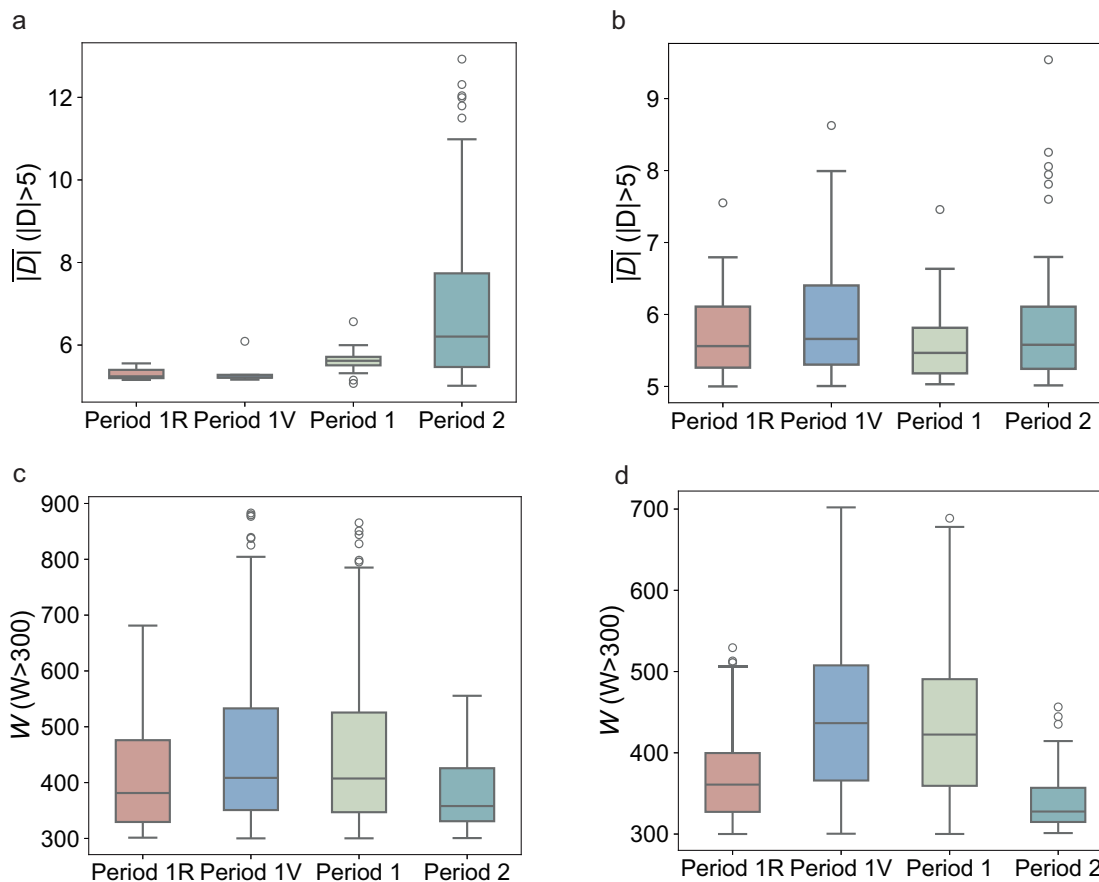 a
12
10
8
6
|D| (|D|>5)
Period 1R Period 1V Period 1 Period 2
b
9
8
7
6
5
|D| (|D|>5)
Period 1R Period 1V Period 1 Period 2
c
900
800
700
600
500
400
300
W (W>300)
Period 1R Period 1V Period 1 Period 2
d
700
600
500
400
300
W (W>300)
Period 1R Period 1V Period 1 Period 2